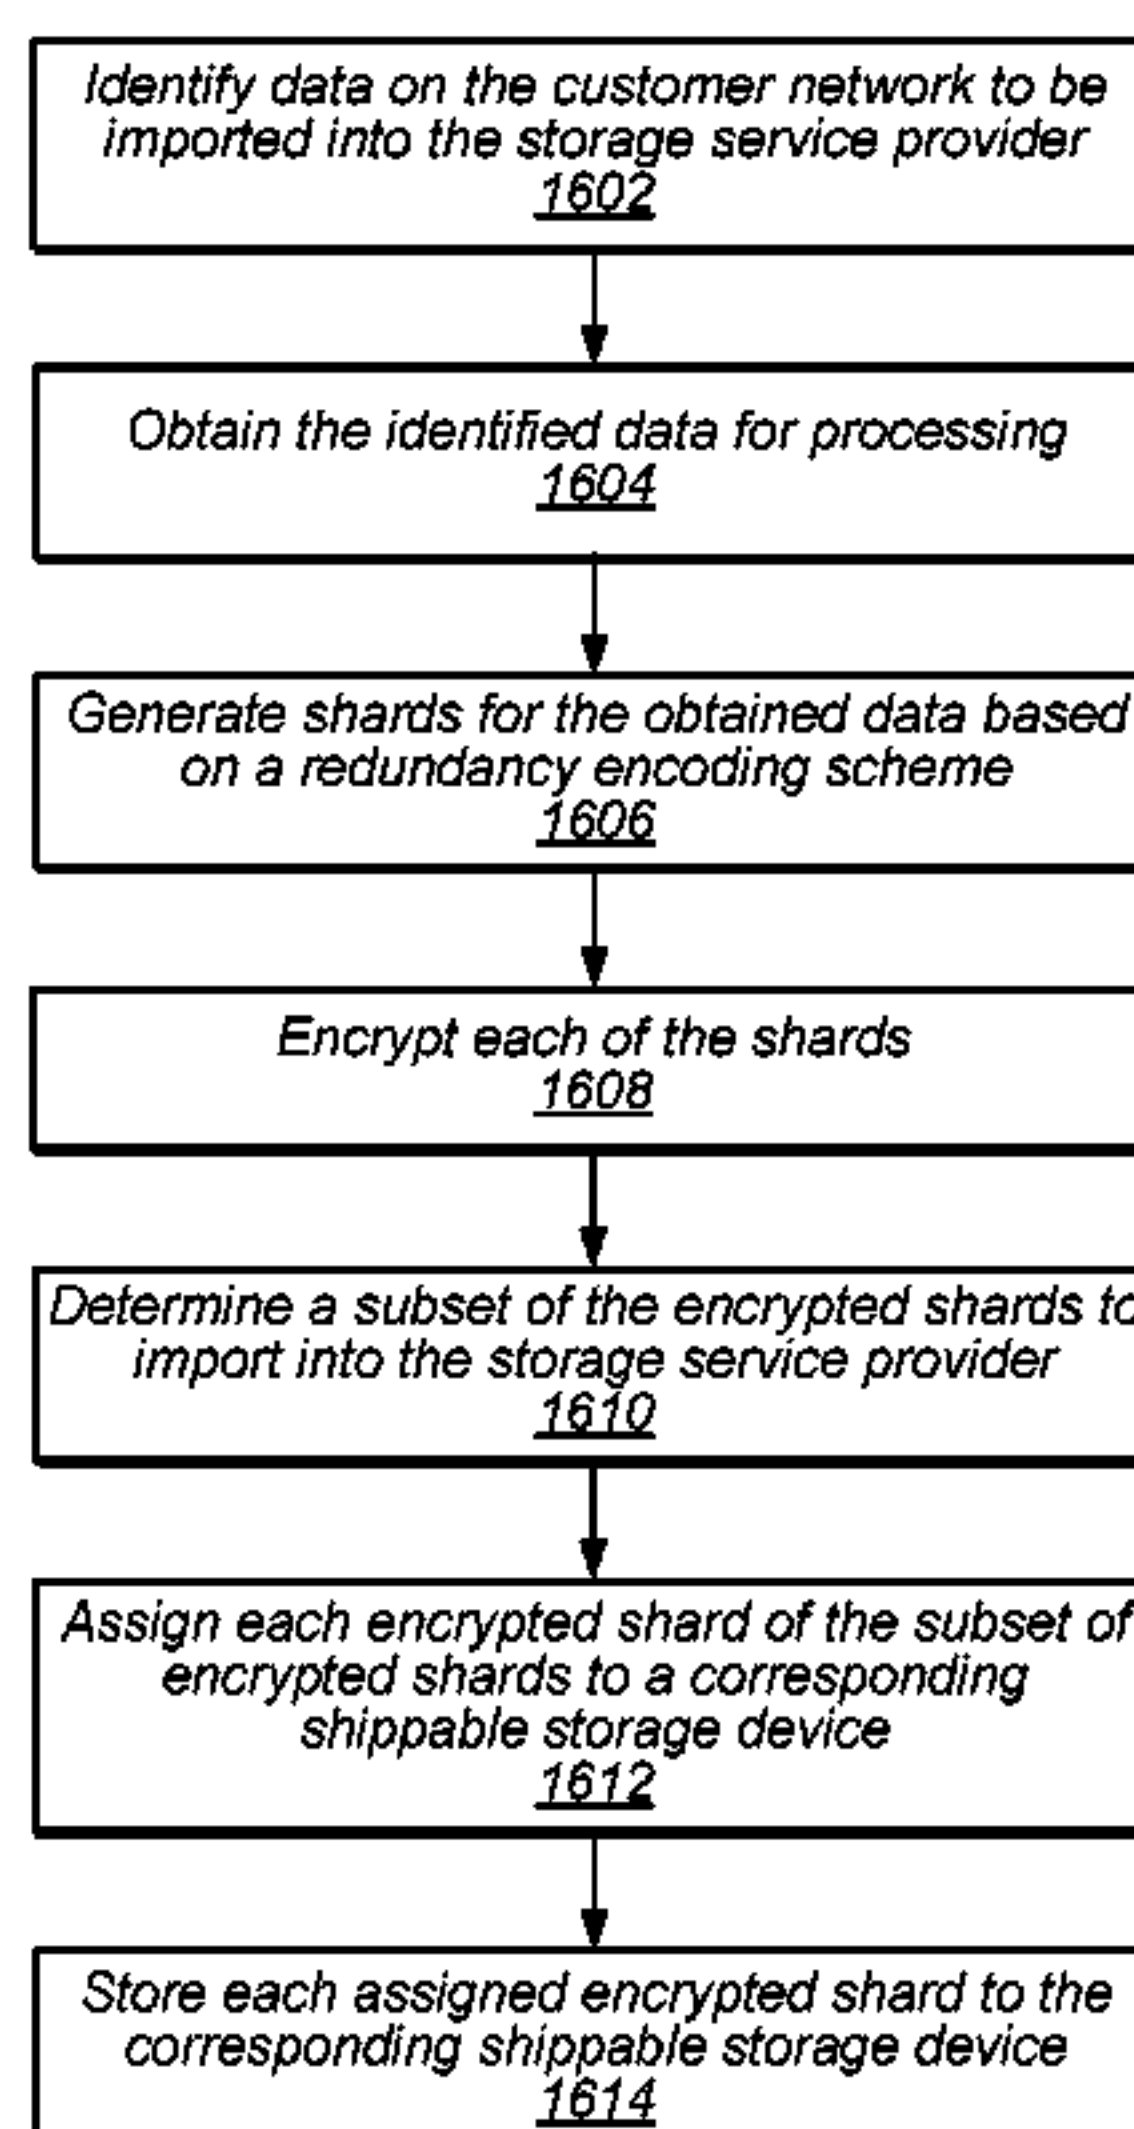 Identify data on the customer network to be
imported into the storage service provider
1602
Obtain the identified data for processing
1604
Generate shards for the obtained data based
on a redundancy encoding scheme
1606
Encrypt each of the shards
1608
Determine a subset of the encrypted shards to
import into the storage service provider
1610
Assign each encrypted shard of the subset of
encrypted shards to a corresponding
shippable storage device
1612
Store each assigned encrypted shard to the
corresponding shippable storage device
1614